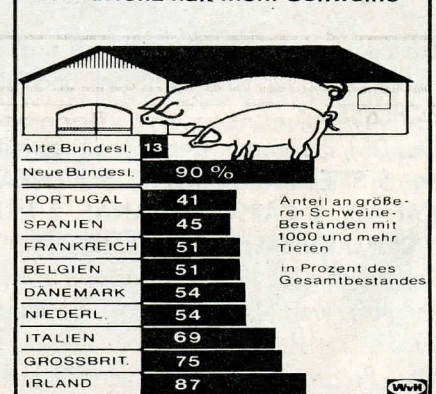 Alte Bundesl. 13
Neue Bundesl. 90 %
PORTUGAL 41
SPANIEN 45
FRANKREICH 51
BELGIEN 51
DÄNEMARK 54
NIEDERL. 54
ITALIEN 69
GROSSBRIT. 75
IRLAND 87
Anteil an größe-
ren Schweine-
Beständen mit
1000 und mehr
Tieren
in Prozent des
Gesamtbestandes
WvH